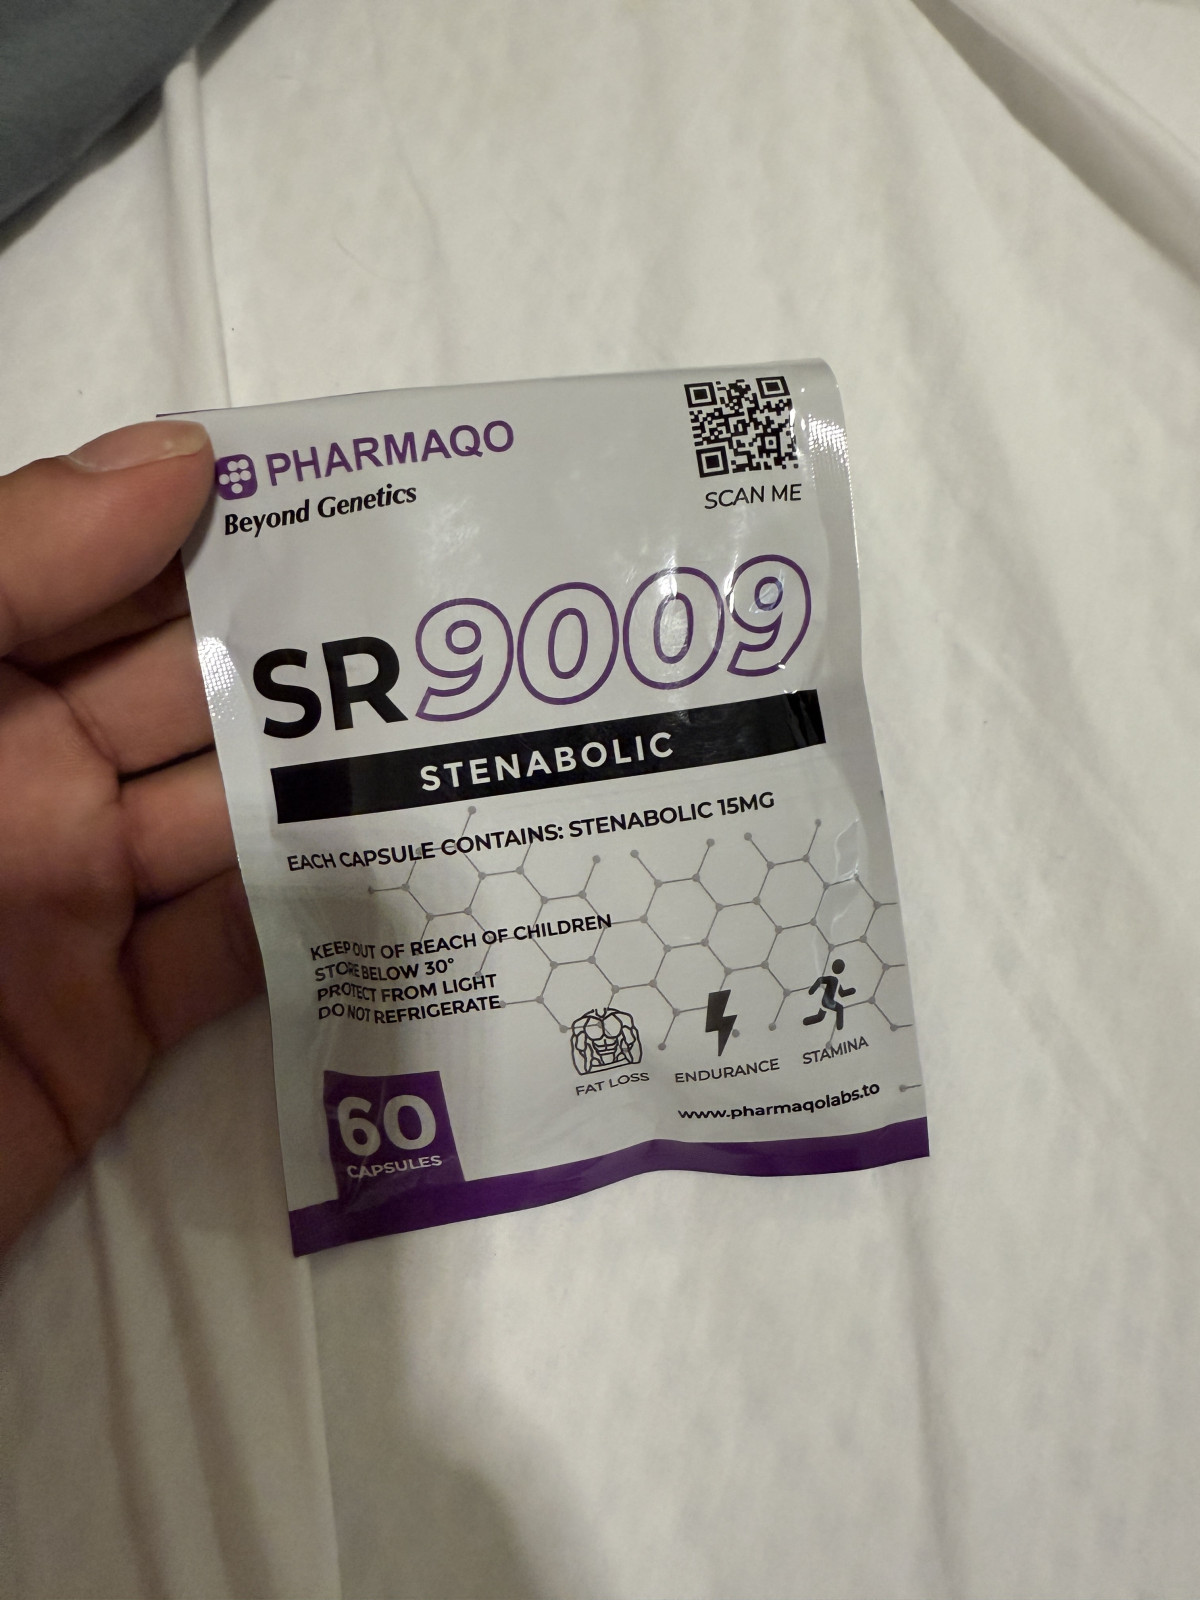 PHARMAQO
Beyond Genetics
SCAN ME
SR9009
STENABOLIC
EACH CAPSULE CONTAINS: STENABOLIC 15MG
KEEP OUT OF REACH OF CHILDREN
STORE BELOW 30°
PROTECT FROM LIGHT
DO NOT REFRIGERATE
FAT LOSS
ENDURANCE
STAMINA
www.pharmaqolabs.to
60
CAPSULES